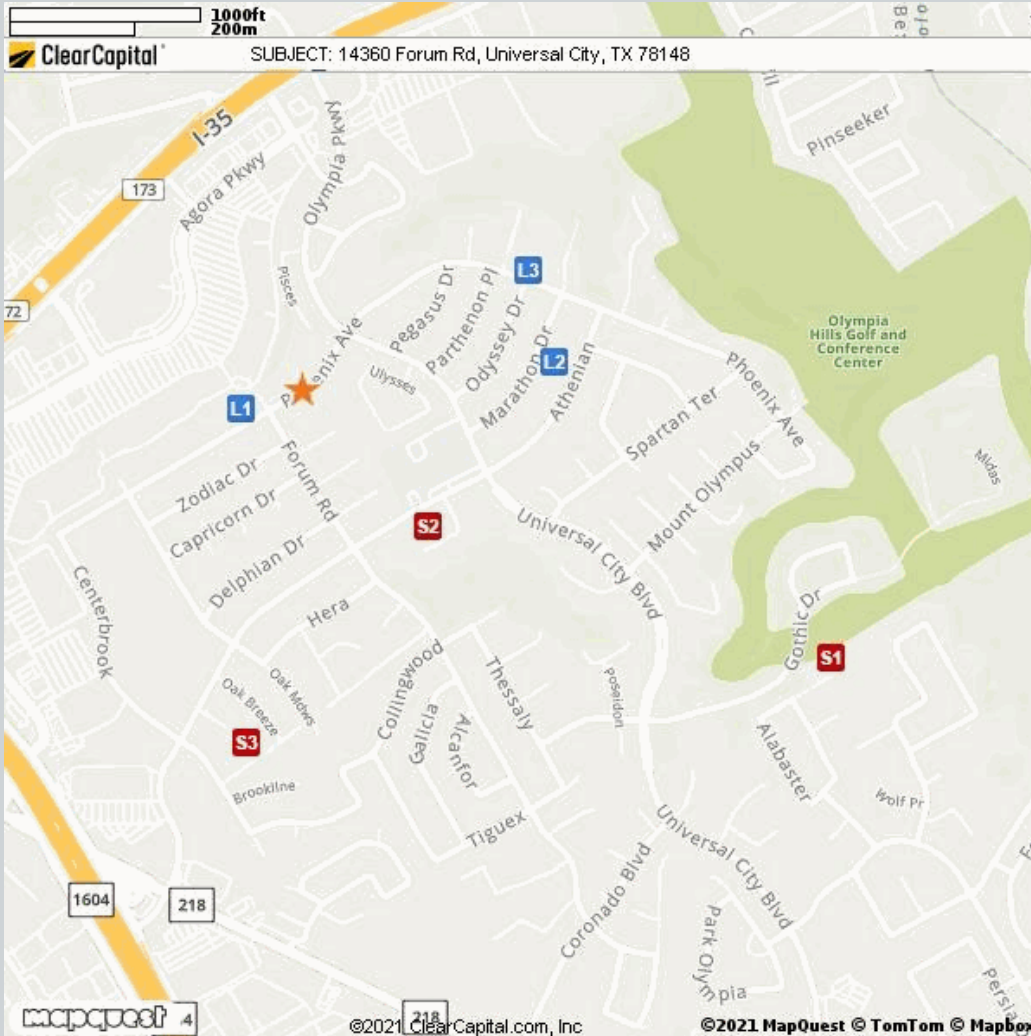 1000ft
200m
ClearCapital
SUBJECT: 14360 Forum Rd, Universal City, TX 78148
I-35
Olympia Pkwy
Pinseeker
Agora Pkwy
173
72
Pisces
Pegasus Dr
Parthenon Pl
L3
Odyssey Dr
Marathon Dr
L2
Athenian
Olympia
Hills Golf and
Conference
Center
Phoenix Ave
Ulysses
L1
Phoenix Ave
Spartan Ter
Mount Olympus
Midas
Zodiac Dr
Forum Rd
Capricorn Dr
S2
Universal City Blvd
Delphian Dr
Centerbrook
Hera
Gothic Dr
S1
Collingwood
Thessaly
Poseidon
Oak Breeze
Oak Mdws
S3
Galicia
Alcanfor
Alabaster
Brookline
Wolf Pr
Tiguex
Universal City Blvd
1604
218
Coronado Blvd
Park Olympia
Persia
mapquest
.4
218
©2021 ClearCapital.com, Inc
©2021 MapQuest © TomTom © Mapbox